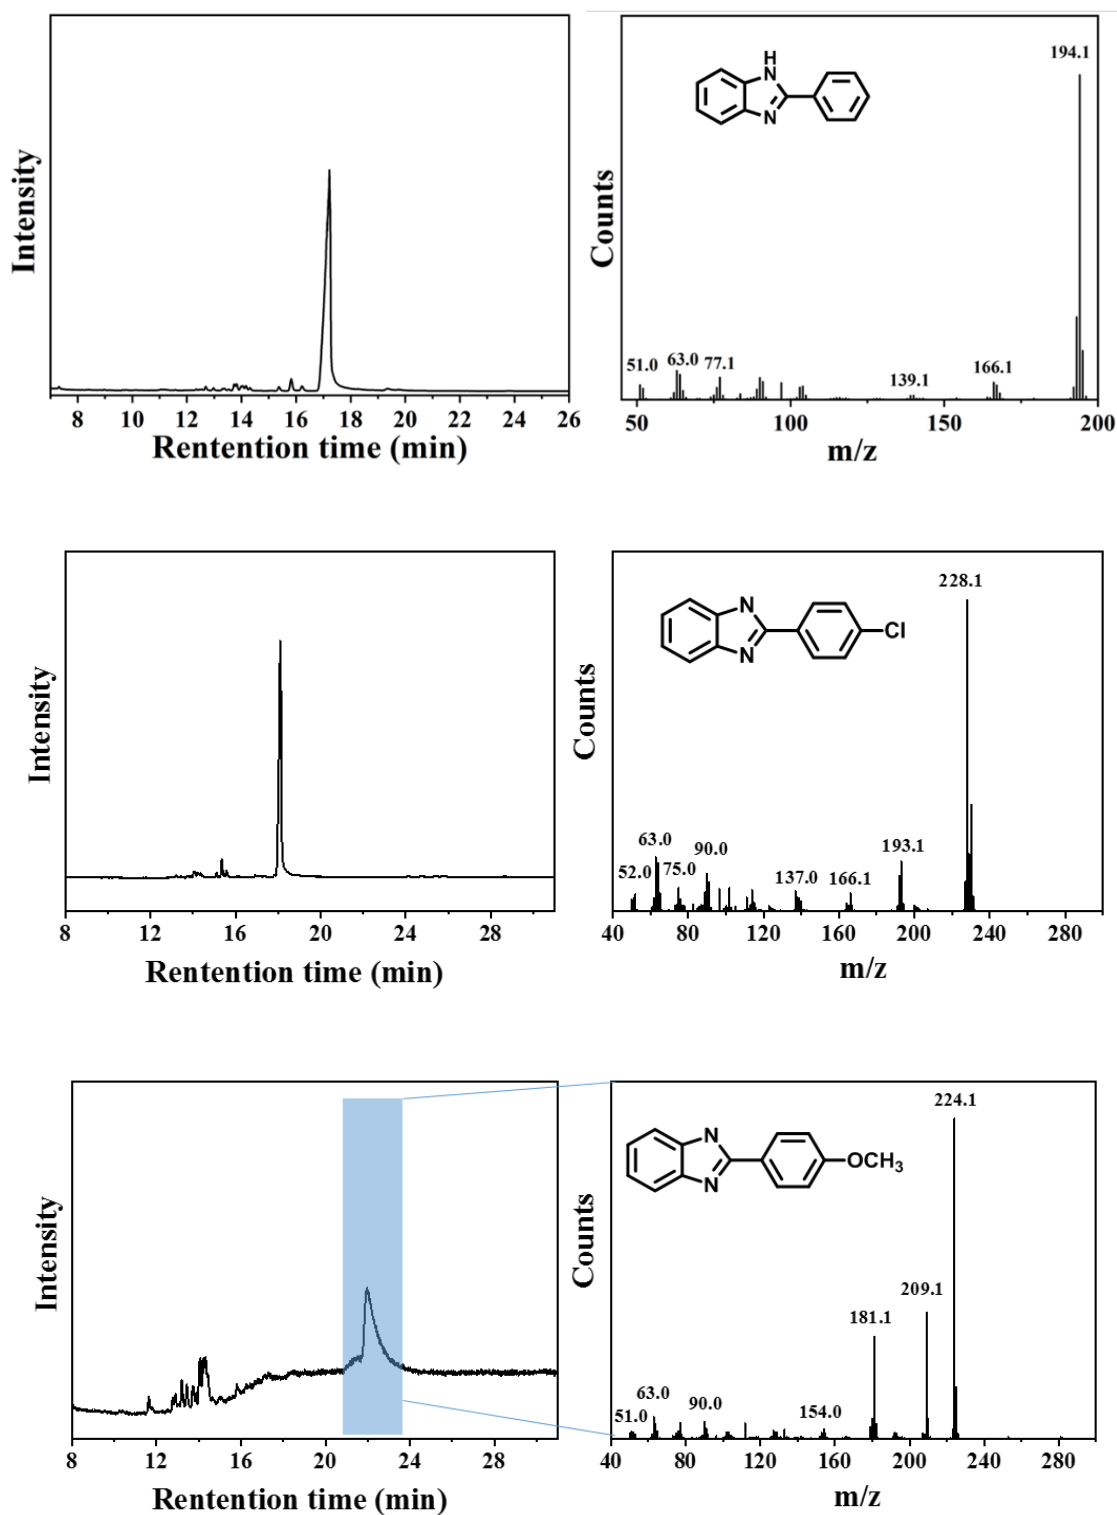 Intensity
8 10 12 14 16 18 20 22 24 26
Rentention time (min)
Counts
H
N
N
194.1
51.0 63.0 77.1 139.1 166.1
50 100 150 200
m/z
Intensity
8 12 16 20 24 28
Rentention time (min)
Counts
N
N
Cl
228.1
52.0 63.0 75.0 90.0 137.0 166.1 193.1
40 80 120 160 200 240 280
m/z
Intensity
8 12 16 20 24 28
Rentention time (min)
Counts
N
N
OCH3
224.1
209.1
181.1
51.0 63.0 90.0 154.0
40 80 120 160 200 240 280
m/z